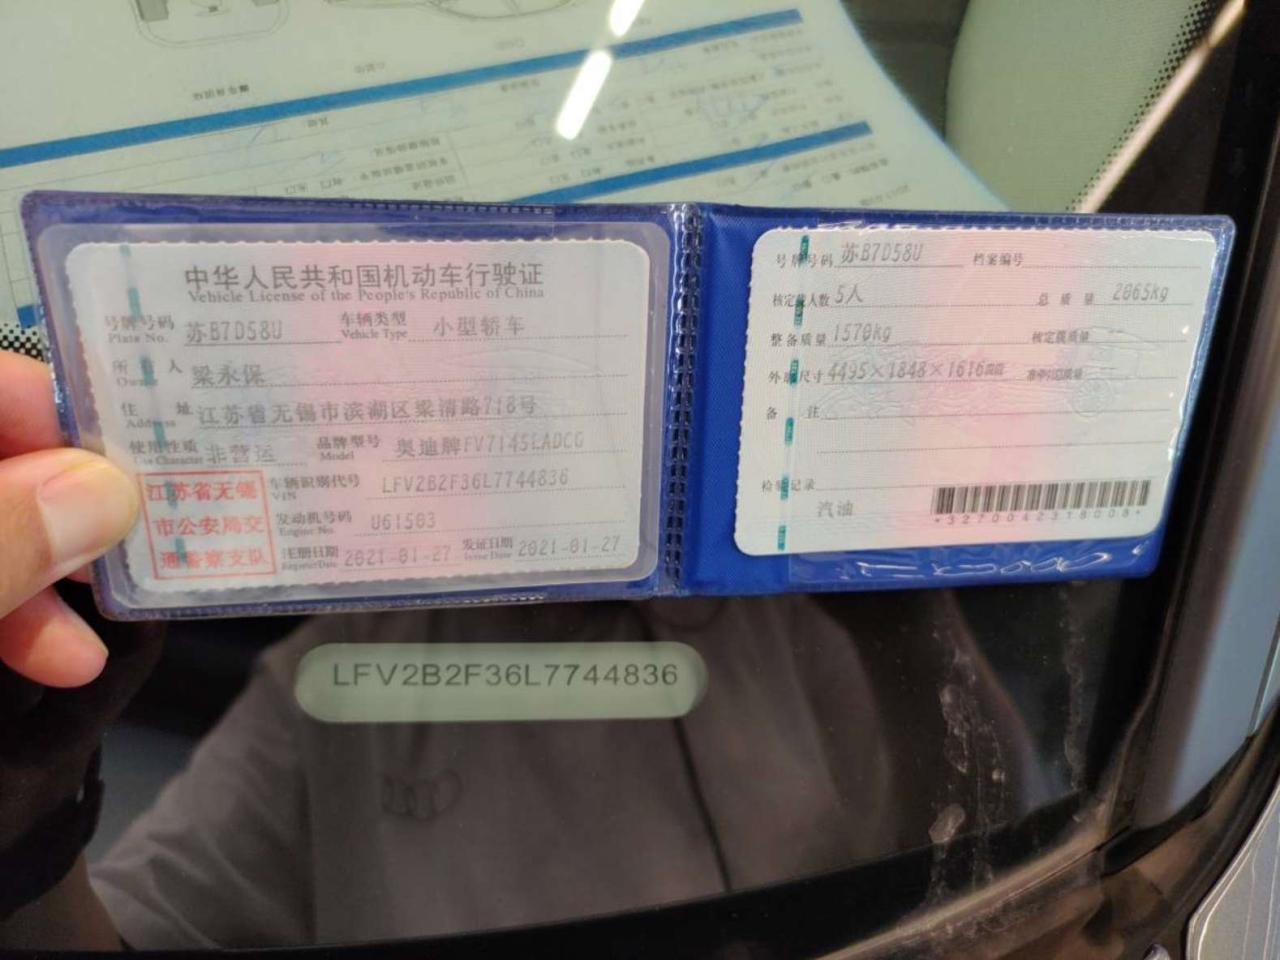 中华人民共和国机动车行驶证
Vehicle License of the People's Republic of China
号牌号码 苏B7D58U 车辆类型 小型轿车
Plate No. Vehicle Type
所有人 梁永保
Owner
住址 江苏省无锡市滨湖区梁清路718号
Address
使用性质 非营运 品牌型号 奥迪牌FV7145LADCG
Use Character Model
江苏省无锡
市公安局交
通警察支队
车辆识别代号 LFV2B2F36L7744836
VIN
发动机号码 U61503
Engine No.
注册日期 2021-01-27 发证日期 2021-01-27
Register Date Issue Date
号牌号码 苏B7D58U 档案编号
核定载人数 5人 总质量 2065kg
整备质量 1570kg 核定载质量
外廓尺寸 4495×1848×1616mm 准牵引总质量
备注
检验记录
汽油
*3270042318008*
LFV2B2F36L7744836